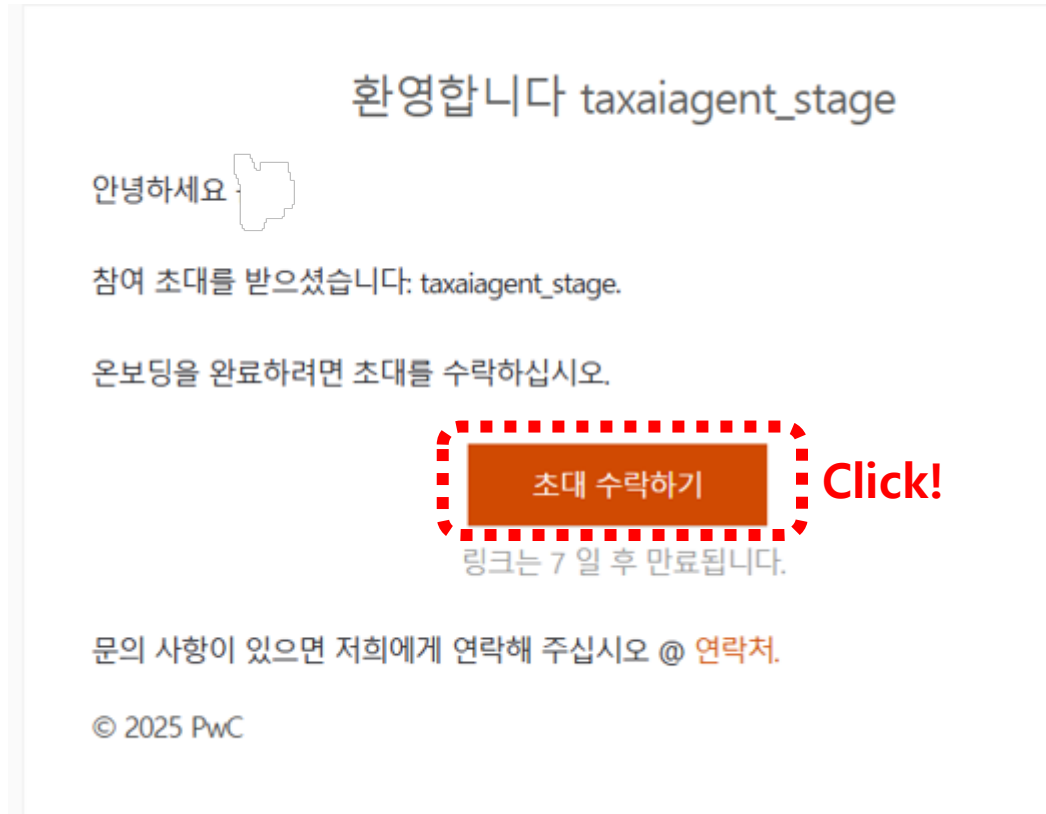 환영합니다 taxaiagent_stage
안녕하세요
참여 초대를 받으셨습니다: taxaiagent_stage.
온보딩을 완료하려면 초대를 수락하십시오.
초대 수락하기
Click!
링크는 7 일 후 만료됩니다.
문의 사항이 있으면 저희에게 연락해 주십시오 @ 연락처.
© 2025 PwC